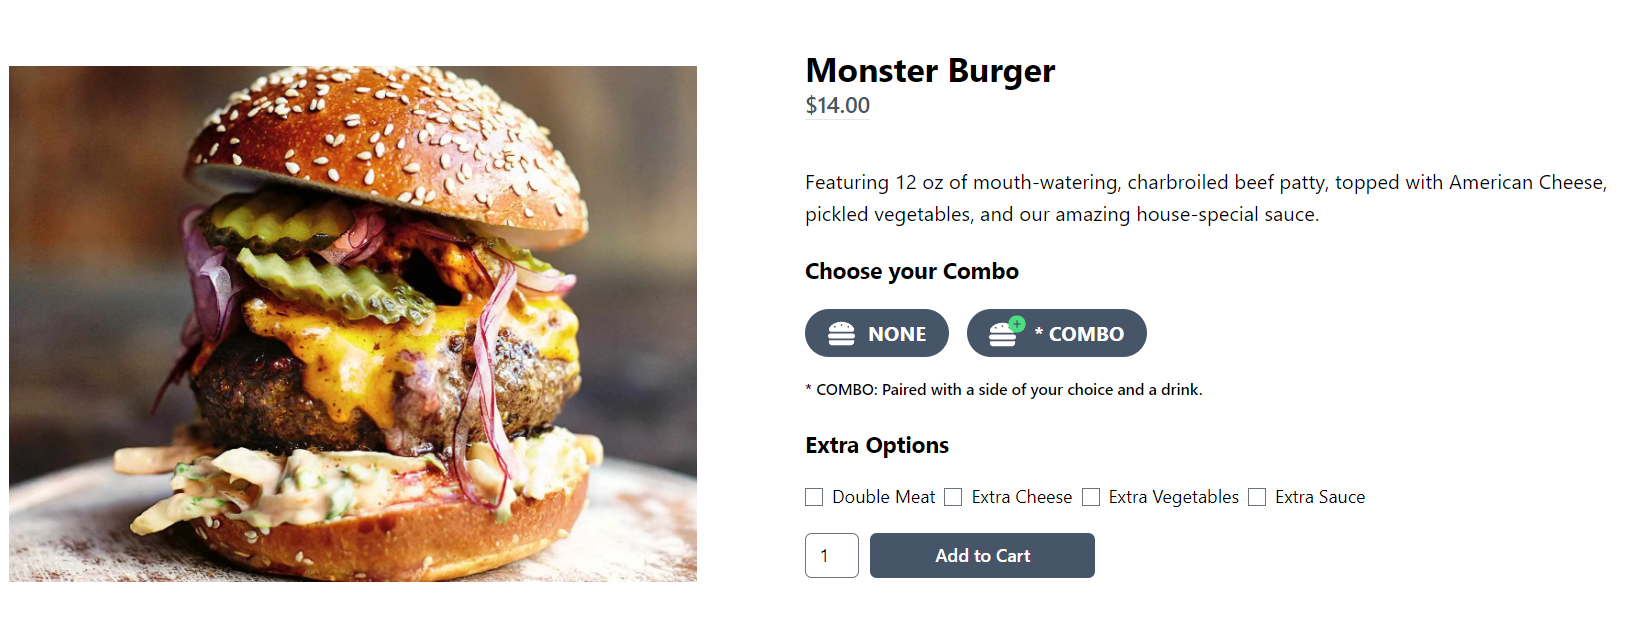 Monster Burger
$14.00
Featuring 12 oz of mouth-watering, charbroiled beef patty, topped with American Cheese,
pickled vegetables, and our amazing house-special sauce.
Choose your Combo
NONE
* COMBO
* COMBO: Paired with a side of your choice and a drink.
Extra Options
Double Meat Extra Cheese Extra Vegetables Extra Sauce
1 Add to Cart